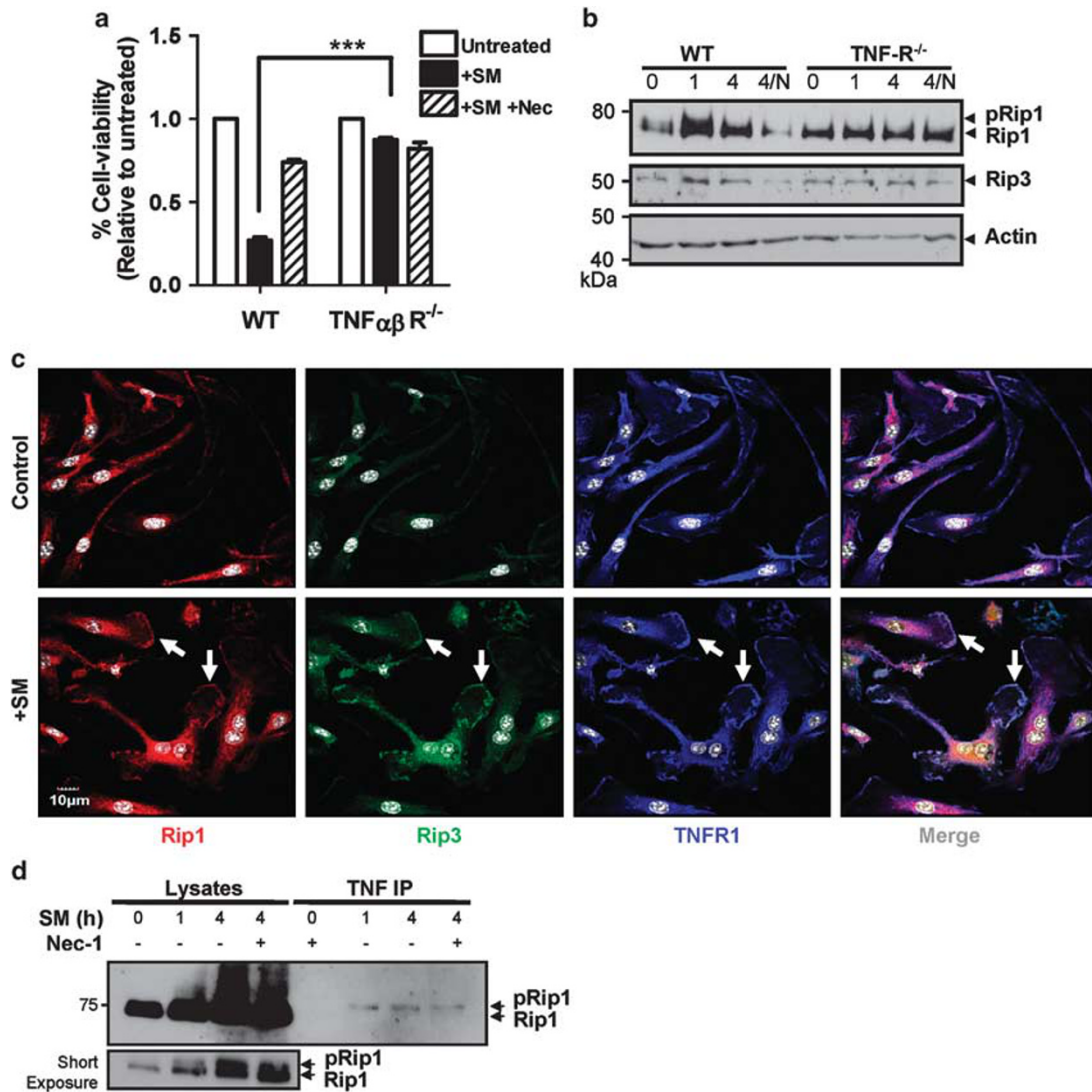 a
***
Untreated
+SM
+SM +Nec
% Cell-viability
(Relative to untreated)
1.0
0.5
0.0
WT
TNFαβ R-/-
b
WT
TNF-R-/-
0 1 4 4/N 0 1 4 4/N
80
pRip1
Rip1
50
Rip3
50
Actin
40
kDa
c
Control
+SM
10µm
Rip1
Rip3
TNFR1
Merge
d
Lysates
TNF IP
SM (h) 0 1 4 4 0 1 4 4
Nec-1 - - - + + - - +
75
pRip1
Rip1
Short
Exposure
pRip1
Rip1